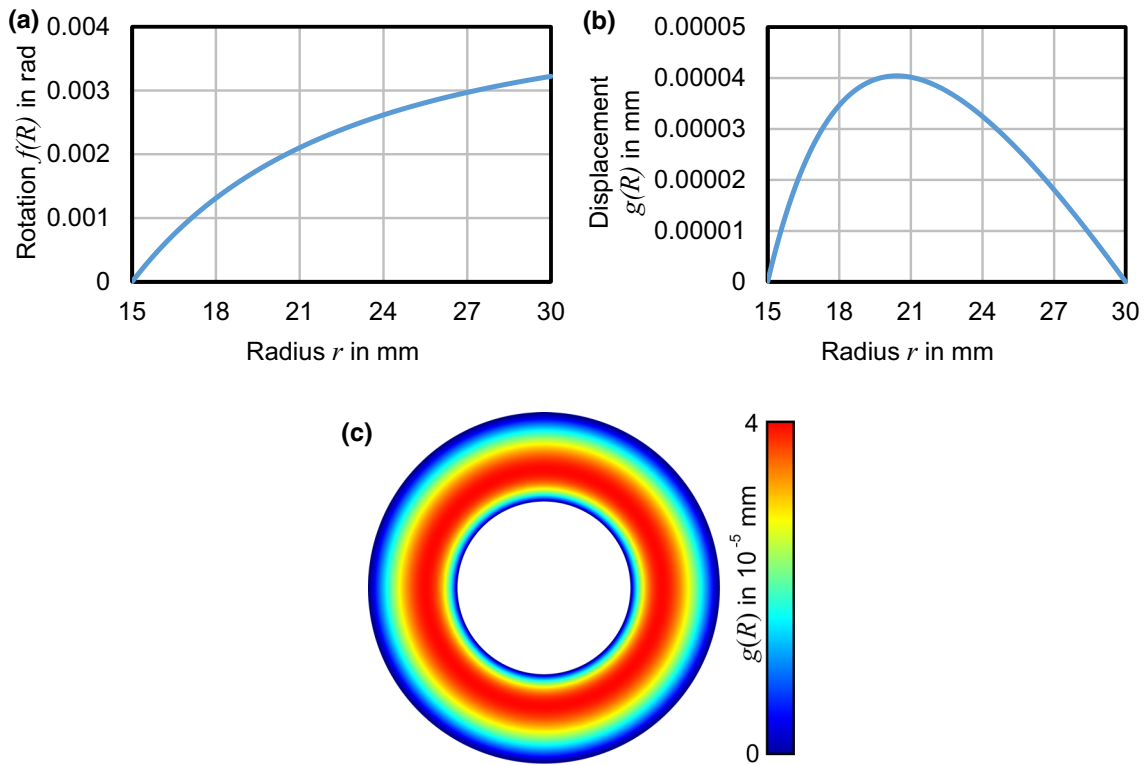 (a)
Rotation f(R) in rad
0.004
0.003
0.002
0.001
0
15 18 21 24 27 30
Radius r in mm
(b)
Displacement
g(R) in mm
0.00005
0.00004
0.00003
0.00002
0.00001
0
15 18 21 24 27 30
Radius r in mm
(c)
4
g(R) in 10⁻⁵ mm
0